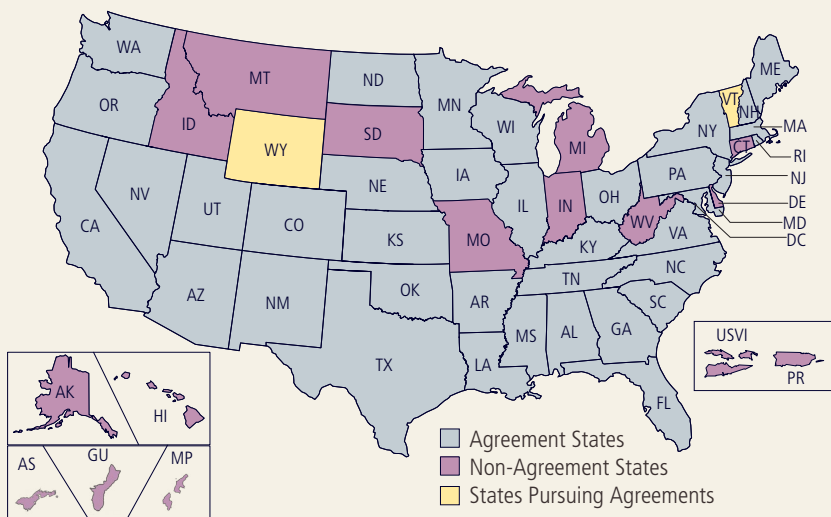 WA
MT
ND
MN
ME
VT
NH
OR
ID
SD
WI
NY
MA
MI
CT
RI
WY
IA
PA
NJ
NE
OH
DE
NV
UT
IL
IN
WV
MD
CA
CO
KS
MO
KY
VA
DC
AZ
NM
OK
AR
TN
NC
SC
MS
AL
GA
TX
LA
FL
USVI
PR
AK
HI
AS
GU
MP
Agreement States
Non-Agreement States
States Pursuing Agreements